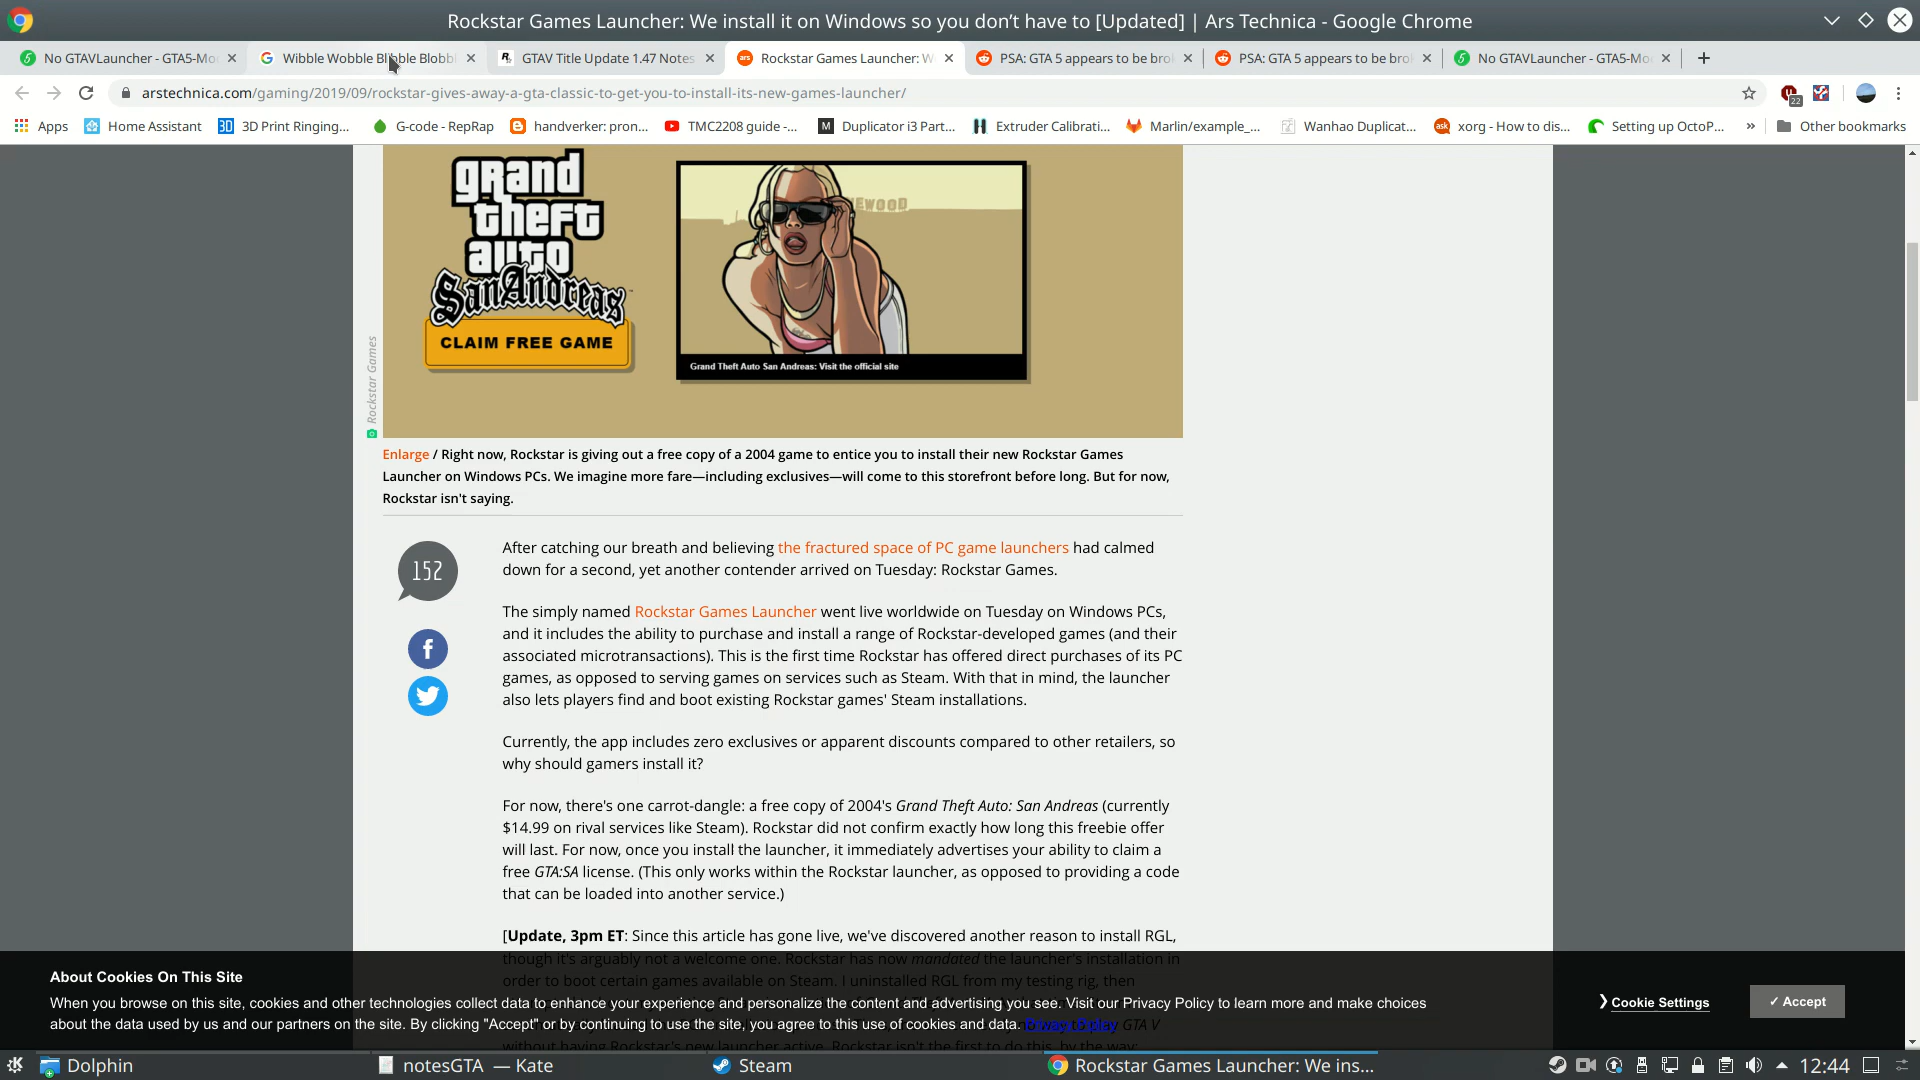 Rockstar Games Launcher: We install it on Windows so you don't have to [Updated] | Ars Technica - Google Chrome
No GTAVLauncher - GTA5-Mo
Wibble Wobble Blibble Blobbl
GTAV Title Update 1.47 Notes
Rockstar Games Launcher: W
PSA: GTA 5 appears to be bro
PSA: GTA 5 appears to be bro
No GTAVLauncher - GTA5-Mo
arstechnica.com/gaming/2019/09/rockstar-gives-away-a-gta-classic-to-get-you-to-install-its-new-games-launcher/
22
Apps
Home Assistant
3D Print Ringing...
G-code - RepRap
handverker: pron...
TMC2208 guide -...
Duplicator i3 Part...
Extruder Calibrati...
Marlin/example_...
Wanhao Duplicat...
xorg - How to dis...
Setting up OctoP...
»
Other bookmarks
grand
theft
auto
San Andreas
CLAIM FREE GAME
Grand Theft Auto San Andreas: Visit the official site
Rockstar Games
Enlarge / Right now, Rockstar is giving out a free copy of a 2004 game to entice you to install their new Rockstar Games
Launcher on Windows PCs. We imagine more fare—including exclusives—will come to this storefront before long. But for now,
Rockstar isn't saying.
152
After catching our breath and believing the fractured space of PC game launchers had calmed
down for a second, yet another contender arrived on Tuesday: Rockstar Games.
The simply named Rockstar Games Launcher went live worldwide on Tuesday on Windows PCs,
and it includes the ability to purchase and install a range of Rockstar-developed games (and their
associated microtransactions). This is the first time Rockstar has offered direct purchases of its PC
games, as opposed to serving games on services such as Steam. With that in mind, the launcher
also lets players find and boot existing Rockstar games' Steam installations.
Currently, the app includes zero exclusives or apparent discounts compared to other retailers, so
why should gamers install it?
For now, there's one carrot-dangle: a free copy of 2004's Grand Theft Auto: San Andreas (currently
$14.99 on rival services like Steam). Rockstar did not confirm exactly how long this freebie offer
will last. For now, once you install the launcher, it immediately advertises your ability to claim a
free GTA:SA license. (This only works within the Rockstar launcher, as opposed to providing a code
that can be loaded into another service.)
[Update, 3pm ET: Since this article has gone live, we've discovered another reason to install RGL,
though it's arguably not a welcome one. Rockstar has now mandated the launcher's installation in
order to boot certain games available on Steam. I uninstalled RGL from my testing rig, then
GTA V
without having Rockstar's new launcher active. Rockstar isn't the first to do this, by the way:
About Cookies On This Site
When you browse on this site, cookies and other technologies collect data to enhance your experience and personalize the content and advertising you see. Visit our Privacy Policy to learn more and make choices
about the data used by us and our partners on the site. By clicking "Accept" or by continuing to use the site, you agree to this use of cookies and data. Privacy Policy
❯ Cookie Settings
✓ Accept
Dolphin
notesGTA — Kate
Steam
Rockstar Games Launcher: We ins...
12:44